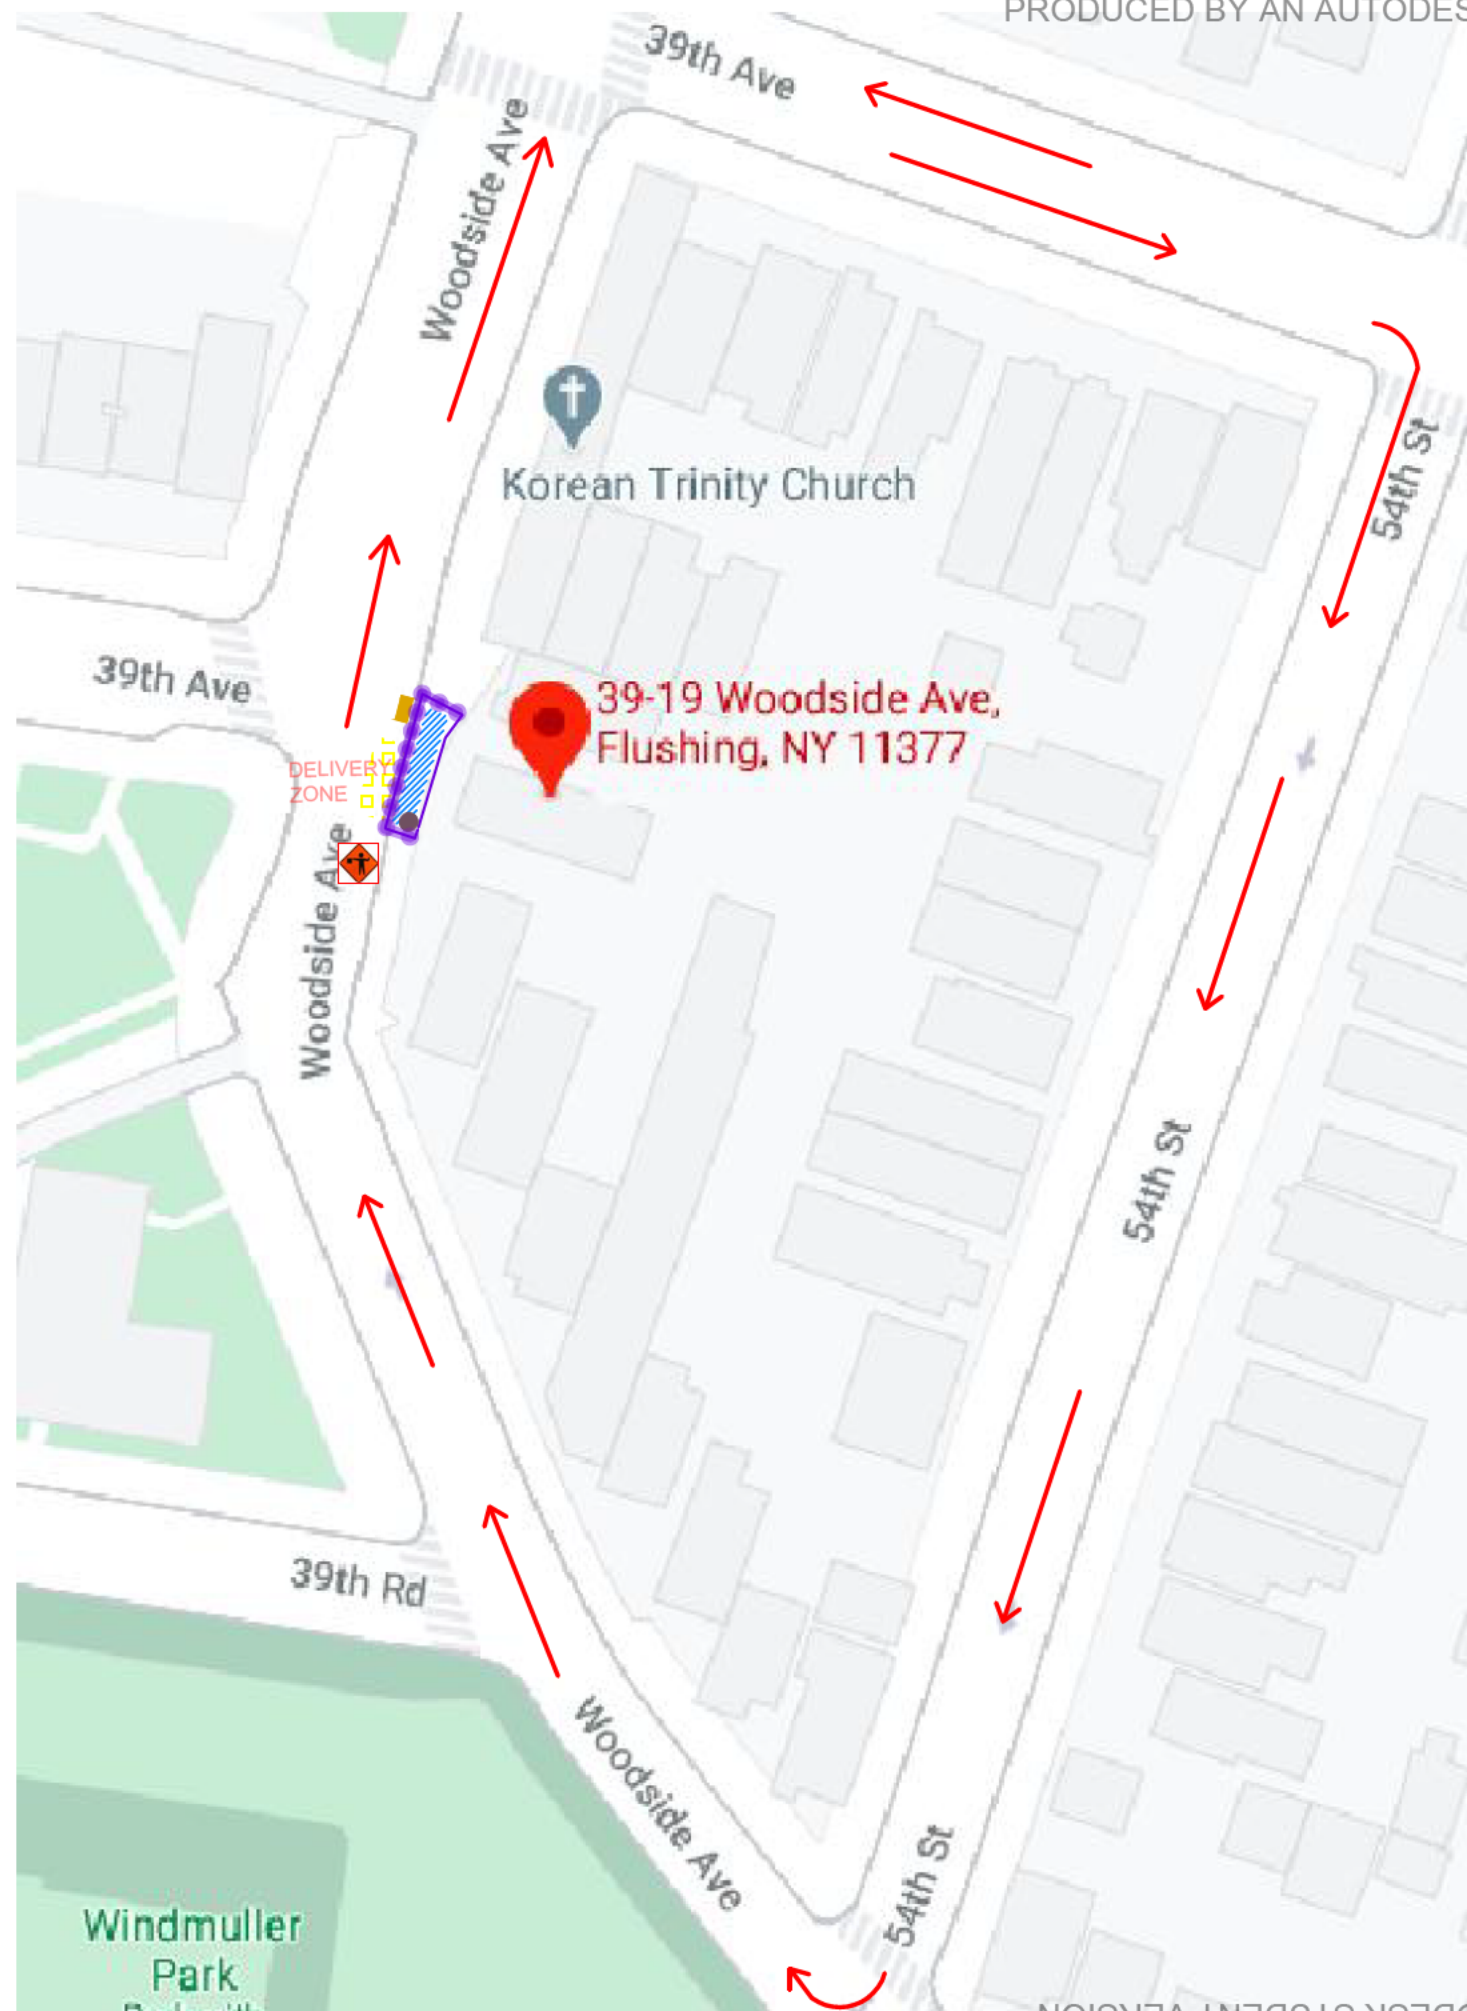 PRODUCED BY AN AUTODES
39th Ave
Woodside Ave
54th St
Korean Trinity Church
39th Ave
39-19 Woodside Ave,
Flushing, NY 11377
DELIVERY
ZONE
Woodside Ave
54th St
39th Rd
Woodside Ave
54th St
Windmuller
Park